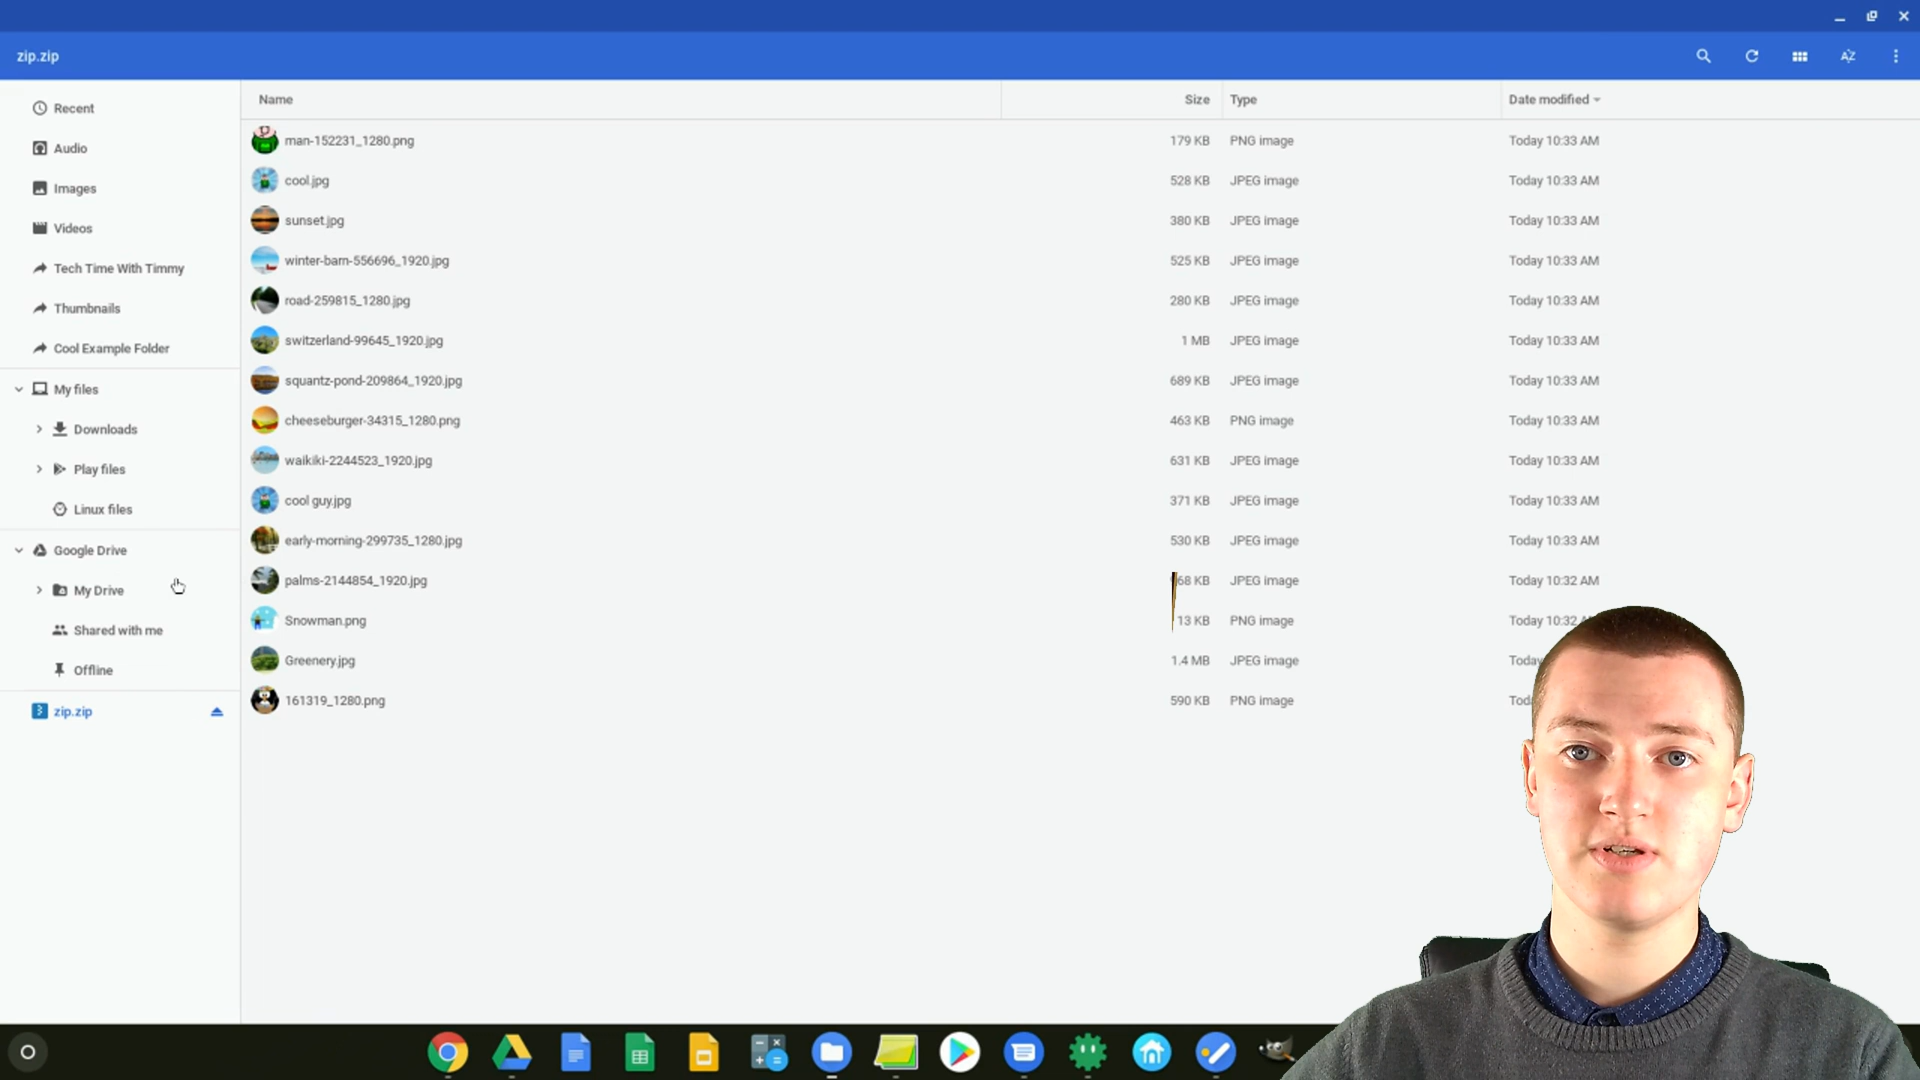 zip.zip
Recent
Audio
Images
Videos
Tech Time With Timmy
Thumbnails
Cool Example Folder
My files
Downloads
Play files
Linux files
Google Drive
My Drive
Shared with me
Offline
zip.zip
Name Size Type Date modified
man-152231_1280.png 179 KB PNG image Today 10:33 AM
cool.jpg 528 KB JPEG image Today 10:33 AM
sunset.jpg 380 KB JPEG image Today 10:33 AM
winter-barn-556696_1920.jpg 525 KB JPEG image Today 10:33 AM
road-259815_1280.jpg 280 KB JPEG image Today 10:33 AM
switzerland-99645_1920.jpg 1 MB JPEG image Today 10:33 AM
squantz-pond-209864_1920.jpg 689 KB JPEG image Today 10:33 AM
cheeseburger-34315_1280.png 463 KB PNG image Today 10:33 AM
waikiki-2244523_1920.jpg 631 KB JPEG image Today 10:33 AM
cool guy.jpg 371 KB JPEG image Today 10:33 AM
early-morning-299735_1280.jpg 530 KB JPEG image Today 10:33 AM
palms-2144854_1920.jpg KB JPEG image Today 10:32 AM
Snowman.png 13 KB PNG image Today 10:32
Greenery.jpg 1.4 MB JPEG image
161319_1280.png 590 KB PNG image